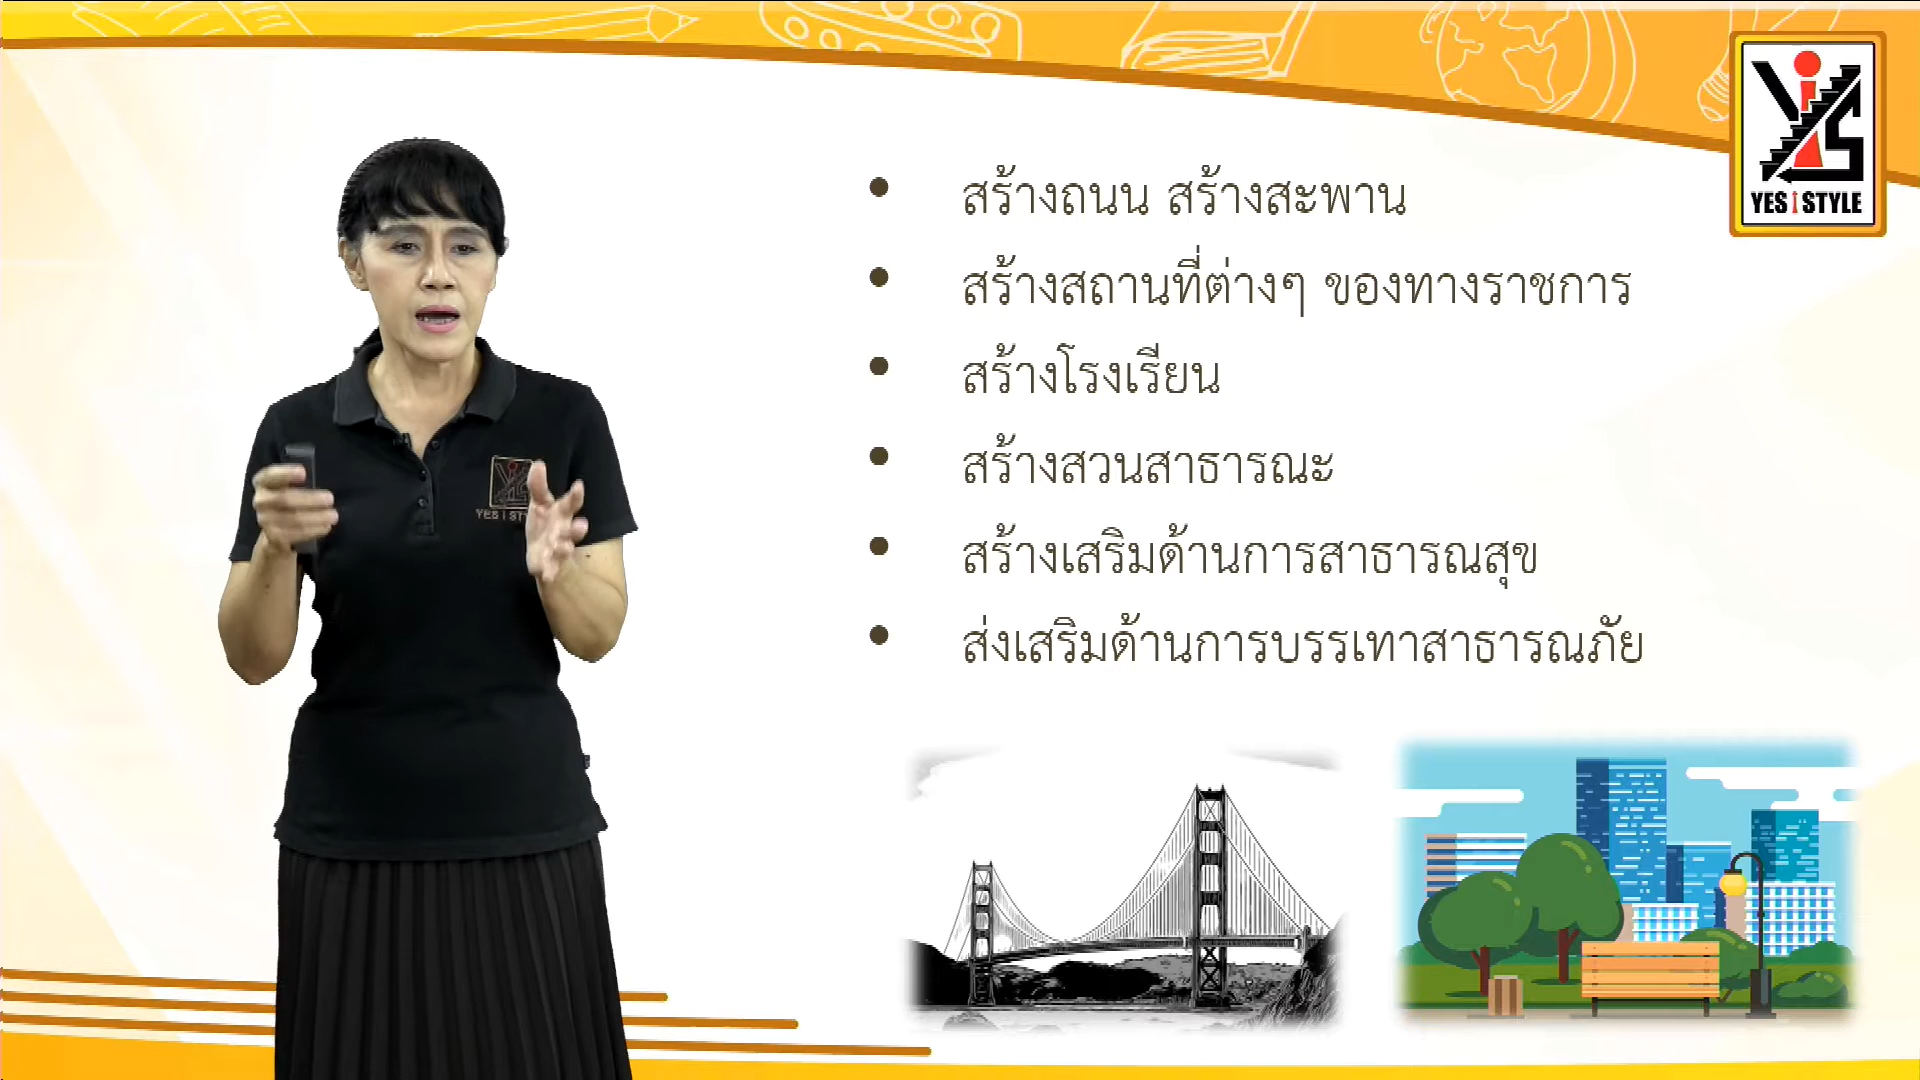 สร้างถนน สร้างสะพาน
สร้างสถานที่ต่างๆ ของทางราชการ
สร้างโรงเรียน
สร้างสวนสาธารณะ
สร้างเสริมด้านการสาธารณสุข
ส่งเสริมด้านการบรรเทาสาธารณภัย
YiS
YES i STYLE
YES i ST